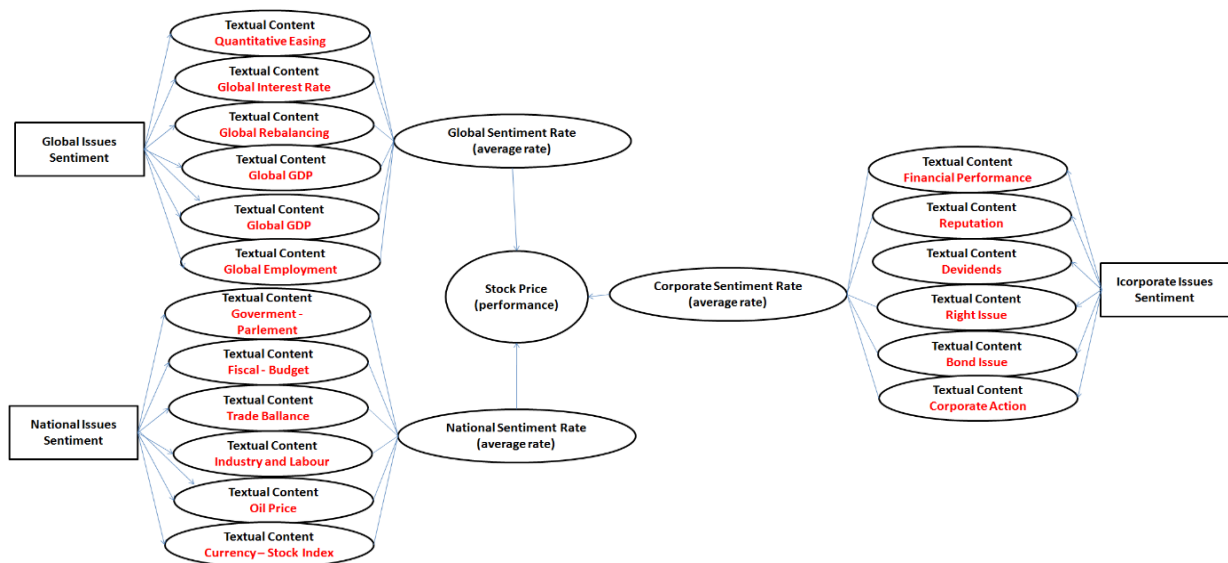 Textual Content
Quantitative Easing
Textual Content
Global Interest Rate
Textual Content
Global Rebalancing
Textual Content
Global GDP
Textual Content
Global GDP
Textual Content
Global Employment
Global Issues
Sentiment
Global Sentiment Rate
(average rate)
Textual Content
Goverment -
Parlement
Textual Content
Fiscal - Budget
Textual Content
Trade Ballance
Textual Content
Industry and Labour
Textual Content
Oil Price
Textual Content
Currency – Stock Index
National Issues
Sentiment
National Sentiment Rate
(average rate)
Stock Price
(performance)
Corporate Sentiment Rate
(average rate)
Textual Content
Financial Performance
Textual Content
Reputation
Textual Content
Devidends
Textual Content
Right Issue
Textual Content
Bond Issue
Textual Content
Corporate Action
Icorporate Issues
Sentiment